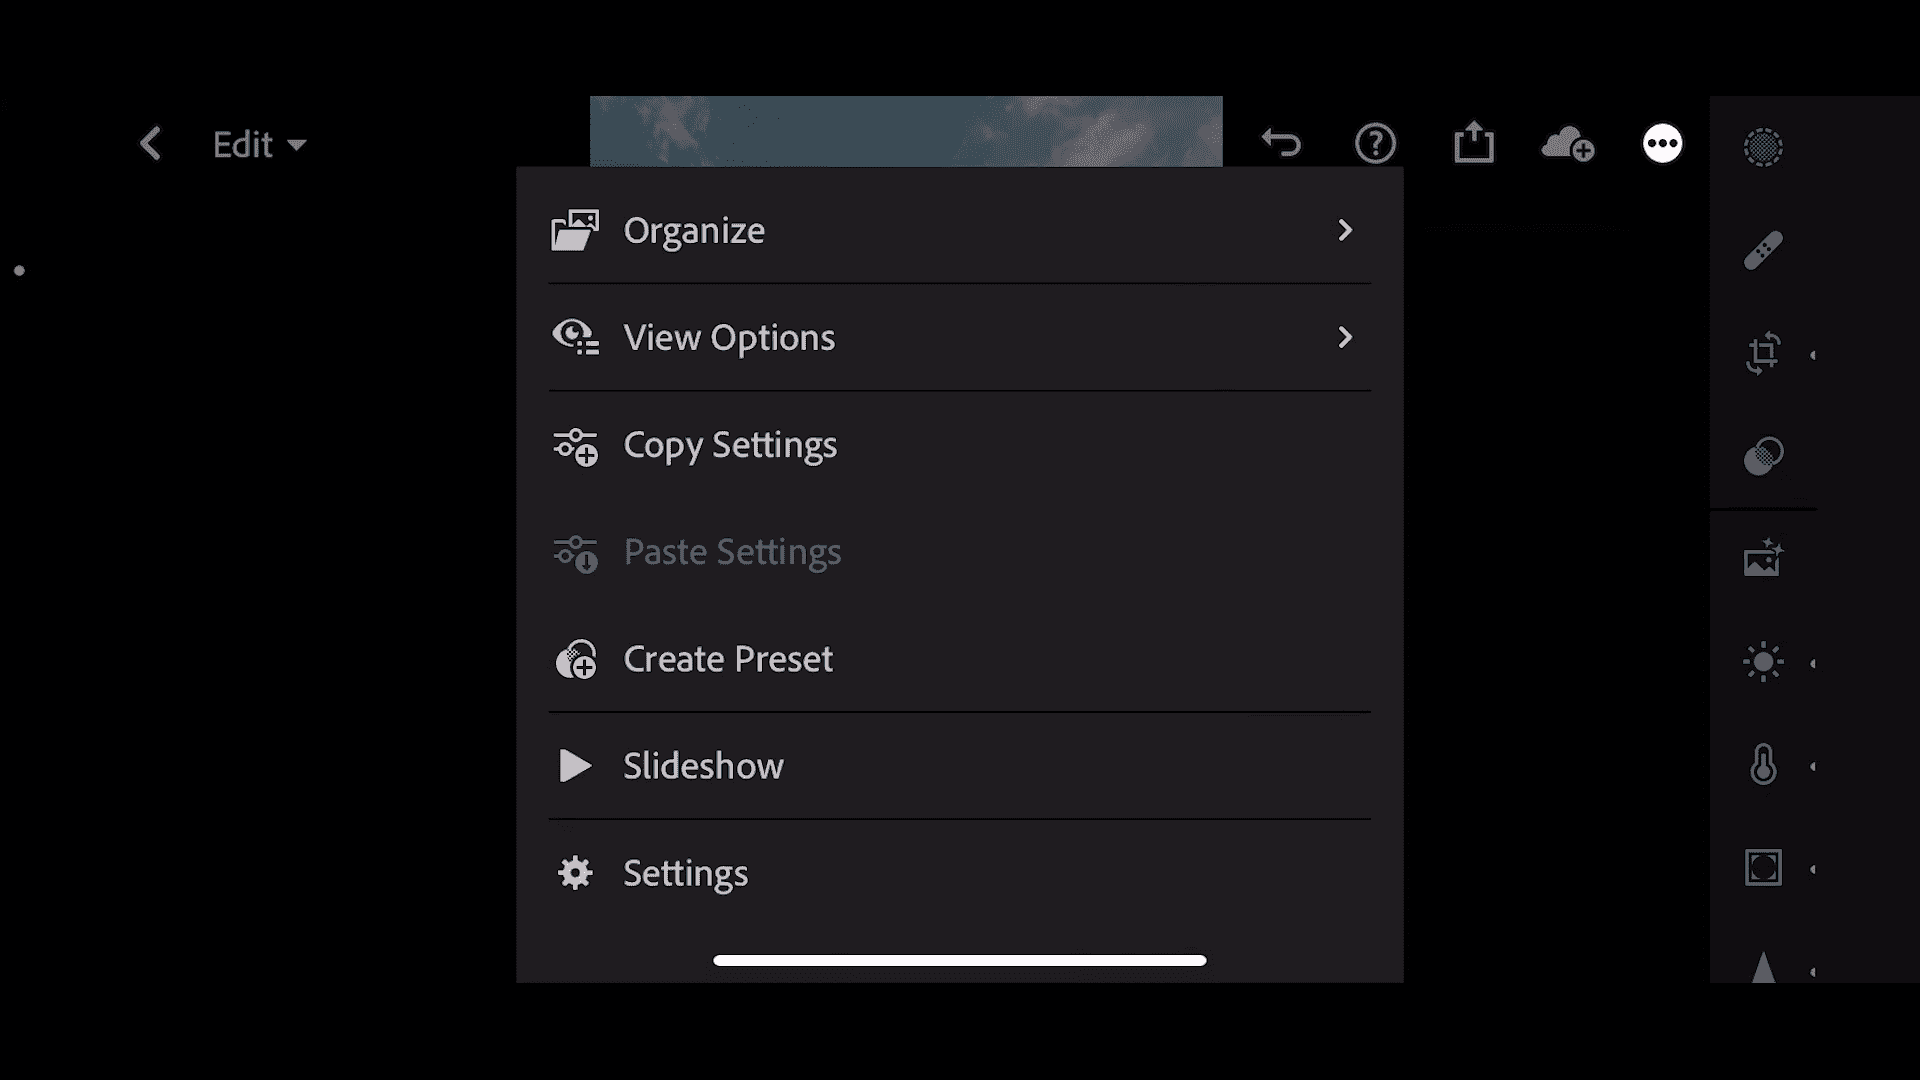 Edit
Organize
View Options
Copy Settings
Paste Settings
Create Preset
Slideshow
Settings